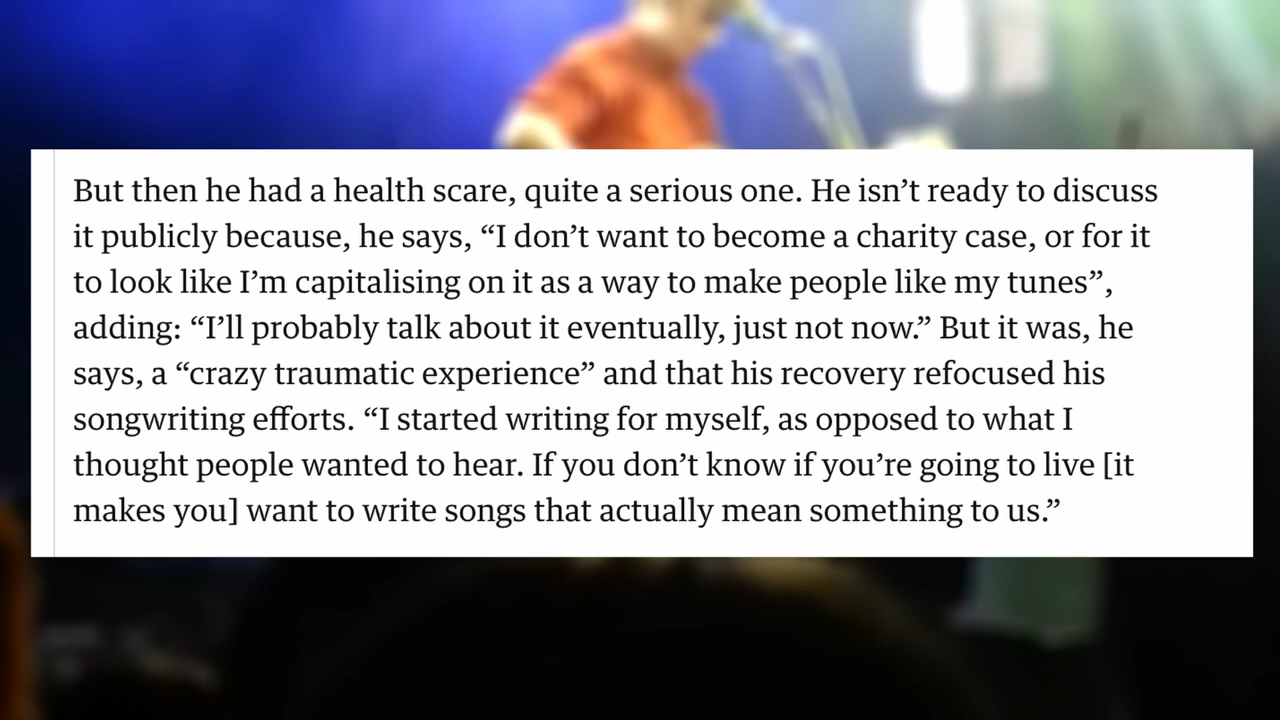 But then he had a health scare, quite a serious one. He isn’t ready to discuss
it publicly because, he says, “I don’t want to become a charity case, or for it
to look like I’m capitalising on it as a way to make people like my tunes”,
adding: “I’ll probably talk about it eventually, just not now.” But it was, he
says, a “crazy traumatic experience” and that his recovery refocused his
songwriting efforts. “I started writing for myself, as opposed to what I
thought people wanted to hear. If you don’t know if you’re going to live [it
makes you] want to write songs that actually mean something to us.”